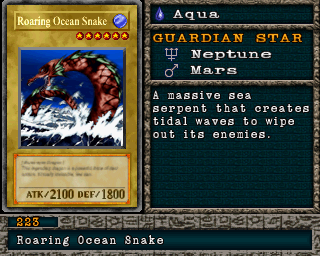 Roaring Ocean Snake
ATK/2100 DEF/1800
Aqua
GUARDIAN STAR
Neptune
Mars
A massive sea
serpent that creates
tidal waves to wipe
out its enemies.
223
Roaring Ocean Snake